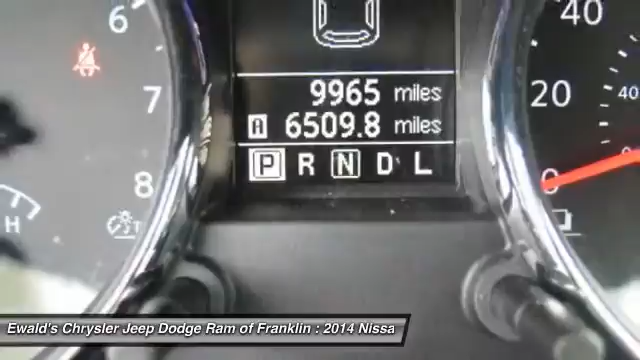 6
7
8
H
9965 miles
A 6509.8 miles
P R N D L
40
20
0
40
Ewald's Chrysler Jeep Dodge Ram of Franklin : 2014 Nissa